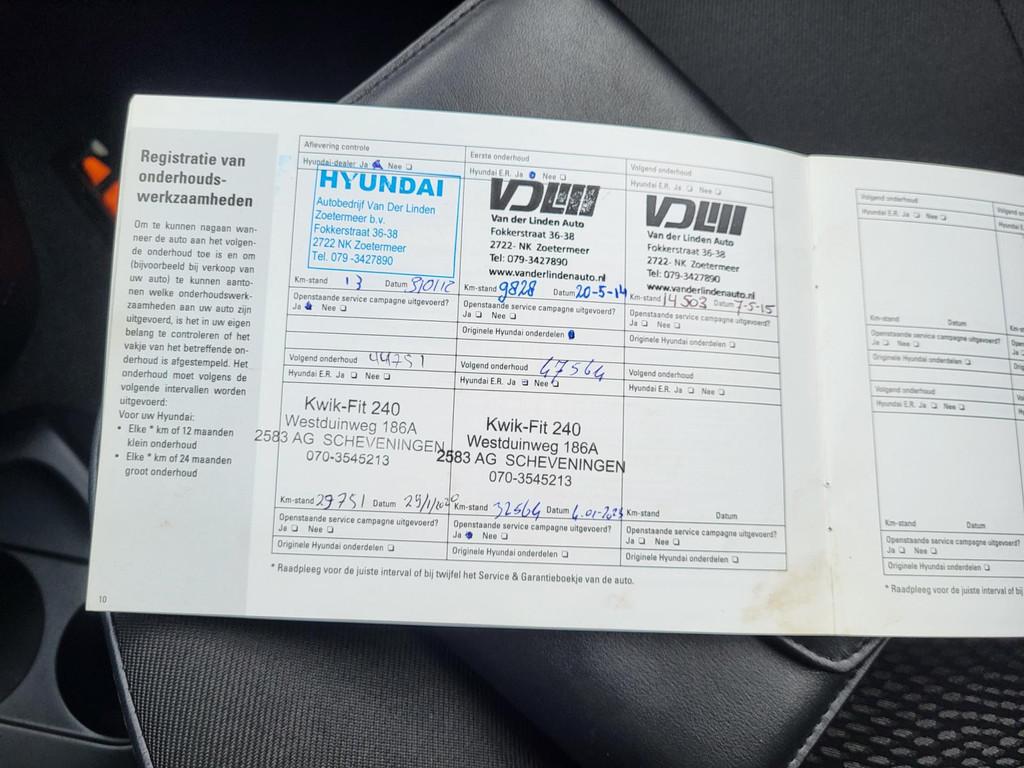 Registratie van
onderhouds-
werkzaamheden
Om te kunnen nagaan wan-
neer de auto aan het volgen-
de onderhoud toe is en om
(bijvoorbeeld bij verkoop van
uw auto) te kunnen aanto-
nen welke onderhoudswerk-
zaamheden aan uw auto zijn
uitgevoerd, is het in uw eigen
belang te controleren of het
vakje van het betreffende on-
derhoud is afgestempeld. Het
onderhoud moet volgens de
volgende intervallen worden
uitgevoerd:
Voor uw Hyundai:
• Elke * km of 12 maanden
klein onderhoud
• Elke * km of 24 maanden
groot onderhoud
10
Aflevering controle
Hyundai-dealer Ja Nee ❏
HYUNDAI
Autobedrijf Van Der Linden
Zoetermeer b.v.
Fokkerstraat 36-38
2722 NK Zoetermeer
Tel. 079 -3427890
Km-stand 13 Datum
Openstaande service campagne uitgevoerd?
Ja Nee ❏
Eerste onderhoud
Hyundai E.R. Ja Nee ❏
VDL
Van der Linden Auto
Fokkerstraat 36-38
2722- NK Zoetermeer
Tel: 079-3427890
www.vanderlindenauto.nl
Km-stand 9828 Datum 20-5-14
Openstaande service campagne uitgevoerd?
Ja ❏ Nee ❏
Originele Hyundai onderdelen
Volgend onderhoud
Hyundai E.R. Ja ❏ Nee ❏
VDL
Van der Linden Auto
Fokkerstraat 36-38
2722- NK Zoetermeer
Tel: 079-3427890
www.vanderlindenauto.nl
Km-stand 14503 Datum 7-5-15
Openstaande service campagne uitgevoerd?
Ja ❏ Nee ❏
Originele Hyundai onderdelen ❏
Volgend onderhoud 44751
Hyundai E.R. Ja ❏ Nee ❏
Kwik-Fit 240
Westduinweg 186A
2583 AG SCHEVENINGEN
070-3545213
Km-stand 29751 Datum 29/1/2020
Openstaande service campagne uitgevoerd?
Ja ❏ Nee ❏
Originele Hyundai onderdelen ❏
Volgend onderhoud 47564
Hyundai E.R. Ja ❏ Nee ❏
Kwik-Fit 240
Westduinweg 186A
2583 AG SCHEVENINGEN
070-3545213
Km-stand 32564 Datum
Openstaande service campagne uitgevoerd?
Ja Nee ❏
Originele Hyundai onderdelen ❏
Volgend onderhoud
Hyundai E.R. Ja ❏ Nee ❏
Km-stand Datum
Openstaande service campagne uitgevoerd?
Ja ❏ Nee ❏
Originele Hyundai onderdelen ❏
* Raadpleeg voor de juiste interval of bij twijfel het Service & Garantieboekje van de auto.
Volgend onderhoud
Hyundai E.R. Ja ❏ Nee ❏
Km-stand Datum
Openstaande service campagne uitgevoerd?
Ja ❏ Nee ❏
Originele Hyundai onderdelen ❏
Volgend onderhoud
Hyundai E.R. Ja ❏ Nee ❏
Km-stand Datum
Openstaande service campagne uitgevoerd?
Ja ❏ Nee ❏
Originele Hyundai onderdelen ❏
* Raadpleeg voor de juiste interval of bij